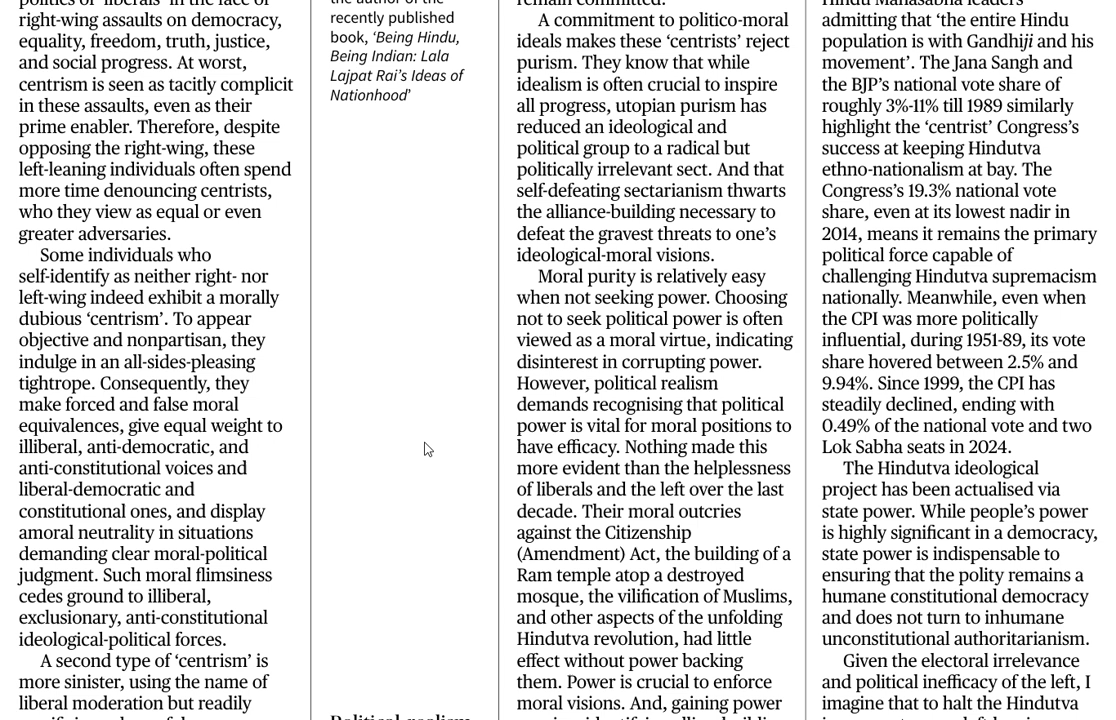 right-wing assaults on democracy,
equality, freedom, truth, justice,
and social progress. At worst,
centrism is seen as tacitly complicit
in these assaults, even as their
prime enabler. Therefore, despite
opposing the right-wing, these
left-leaning individuals often spend
more time denouncing centrists,
who they view as equal or even
greater adversaries.
Some individuals who
self-identify as neither right- nor
left-wing indeed exhibit a morally
dubious ‘centrism’. To appear
objective and nonpartisan, they
indulge in an all-sides-pleasing
tightrope. Consequently, they
make forced and false moral
equivalences, give equal weight to
illiberal, anti-democratic, and
anti-constitutional voices and
liberal-democratic and
constitutional ones, and display
amoral neutrality in situations
demanding clear moral-political
judgment. Such moral flimsiness
cedes ground to illiberal,
exclusionary, anti-constitutional
ideological-political forces.
A second type of ‘centrism’ is
more sinister, using the name of
liberal moderation but readily
the author of the
recently published
book, ‘Being Hindu,
Being Indian: Lala
Lajpat Rai’s Ideas of
Nationhood’
Political realism
remain committed.
A commitment to politico-moral
ideals makes these ‘centrists’ reject
purism. They know that while
idealism is often crucial to inspire
all progress, utopian purism has
reduced an ideological and
political group to a radical but
politically irrelevant sect. And that
self-defeating sectarianism thwarts
the alliance-building necessary to
defeat the gravest threats to one’s
ideological-moral visions.
Moral purity is relatively easy
when not seeking power. Choosing
not to seek political power is often
viewed as a moral virtue, indicating
disinterest in corrupting power.
However, political realism
demands recognising that political
power is vital for moral positions to
have efficacy. Nothing made this
more evident than the helplessness
of liberals and the left over the last
decade. Their moral outcries
against the Citizenship
(Amendment) Act, the building of a
Ram temple atop a destroyed
mosque, the vilification of Muslims,
and other aspects of the unfolding
Hindutva revolution, had little
effect without power backing
them. Power is crucial to enforce
moral visions. And, gaining power
Hindu Mahasabha leaders
admitting that ‘the entire Hindu
population is with Gandhiji and his
movement’. The Jana Sangh and
the BJP’s national vote share of
roughly 3%-11% till 1989 similarly
highlight the ‘centrist’ Congress’s
success at keeping Hindutva
ethno-nationalism at bay. The
Congress’s 19.3% national vote
share, even at its lowest nadir in
2014, means it remains the primary
political force capable of
challenging Hindutva supremacism
nationally. Meanwhile, even when
the CPI was more politically
influential, during 1951-89, its vote
share hovered between 2.5% and
9.94%. Since 1999, the CPI has
steadily declined, ending with
0.49% of the national vote and two
Lok Sabha seats in 2024.
The Hindutva ideological
project has been actualised via
state power. While people’s power
is highly significant in a democracy,
state power is indispensable to
ensuring that the polity remains a
humane constitutional democracy
and does not turn to inhumane
unconstitutional authoritarianism.
Given the electoral irrelevance
and political inefficacy of the left, I
imagine that to halt the Hindutva